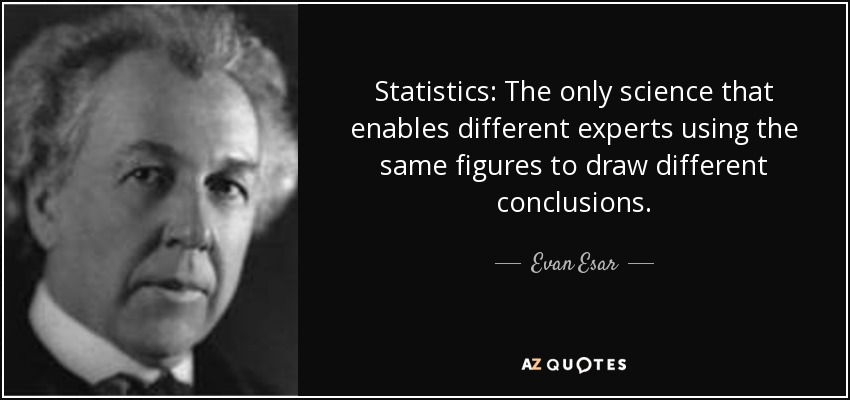 Statistics: The only science that
enables different experts using the
same figures to draw different
conclusions.
Evan Esar
AZ QUOTES